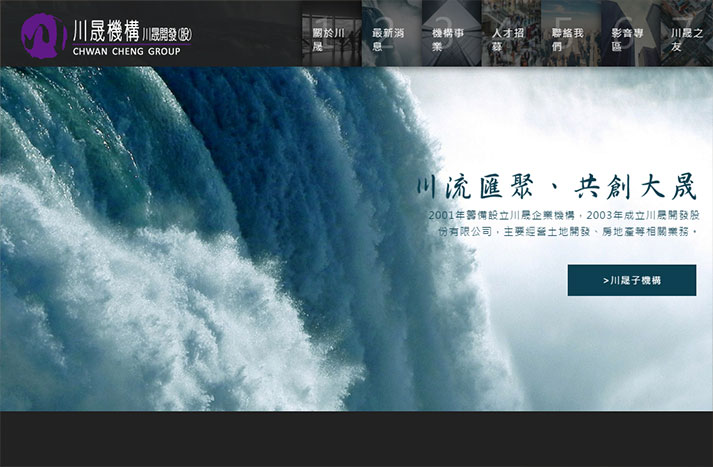 川晟機構 川晟開發(股)
CHWAN CHENG GROUP
1 2 3 4 5 6 7
關於川晟
最新消息
機構事業
人才招募
聯絡我們
影音專區
川晟之友
川流匯聚、共創大晟
2001年籌備設立川晟企業機構，2003年成立川晟開發股
份有限公司，主要經營土地開發、房地產等相關業務。
>川晟子機構